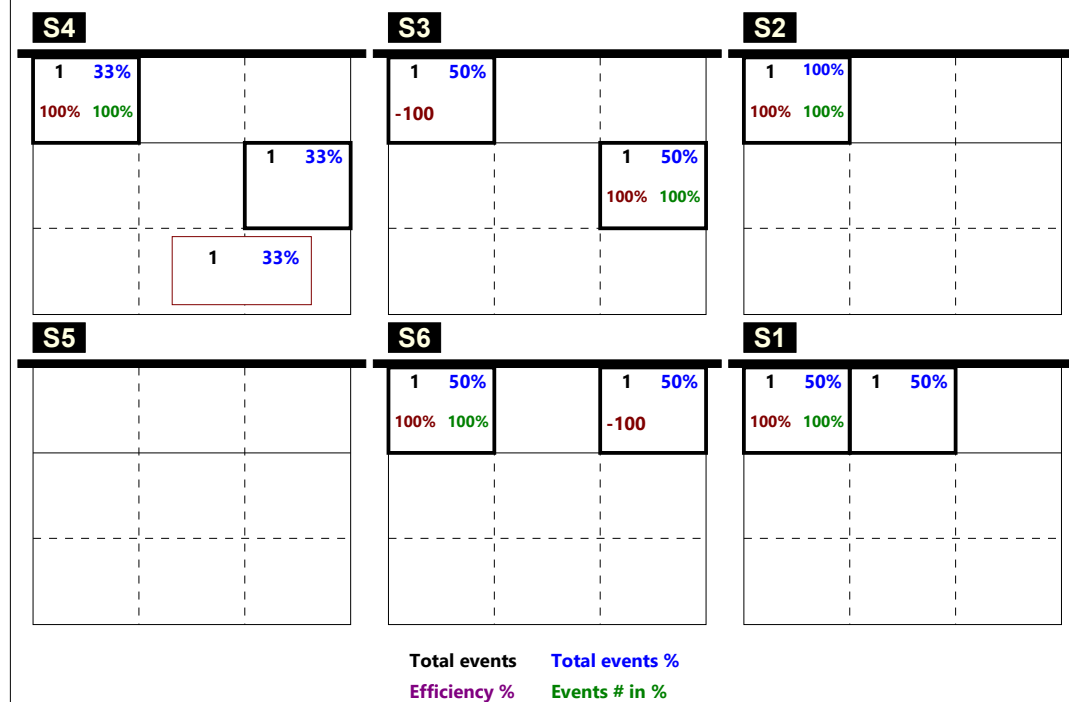 S4 S3 S2
1 33% 1 50% 1 100%
100% 100% -100 100% 100%
1 33% 1 50%
100% 100%
1 33%
S5 S6 S1
1 50% 1 50% 1 50% 1 50%
100% 100% -100 100% 100%
Total events Total events %
Efficiency % Events # in %